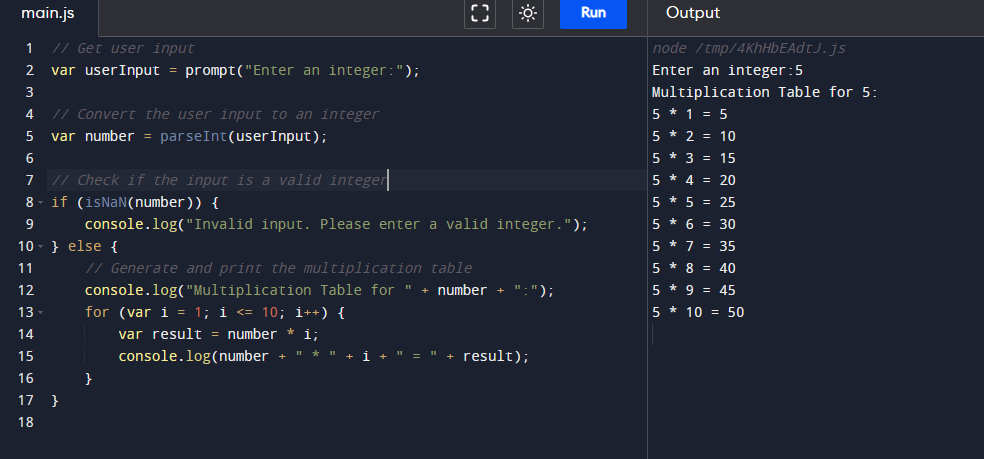 main.js
Run
Output
1 // Get user input
2 var userInput = prompt("Enter an integer:");
3
4 // Convert the user input to an integer
5 var number = parseInt(userInput);
6
7 // Check if the input is a valid integer
8 if (isNaN(number)) {
9 console.log("Invalid input. Please enter a valid integer.");
10 } else {
11 // Generate and print the multiplication table
12 console.log("Multiplication Table for " + number + ":");
13 for (var i = 1; i <= 10; i++) {
14 var result = number * i;
15 console.log(number + " * " + i + " = " + result);
16 }
17 }
18
node /tmp/4KhHbEAdtJ.js
Enter an integer:5
Multiplication Table for 5:
5 * 1 = 5
5 * 2 = 10
5 * 3 = 15
5 * 4 = 20
5 * 5 = 25
5 * 6 = 30
5 * 7 = 35
5 * 8 = 40
5 * 9 = 45
5 * 10 = 50